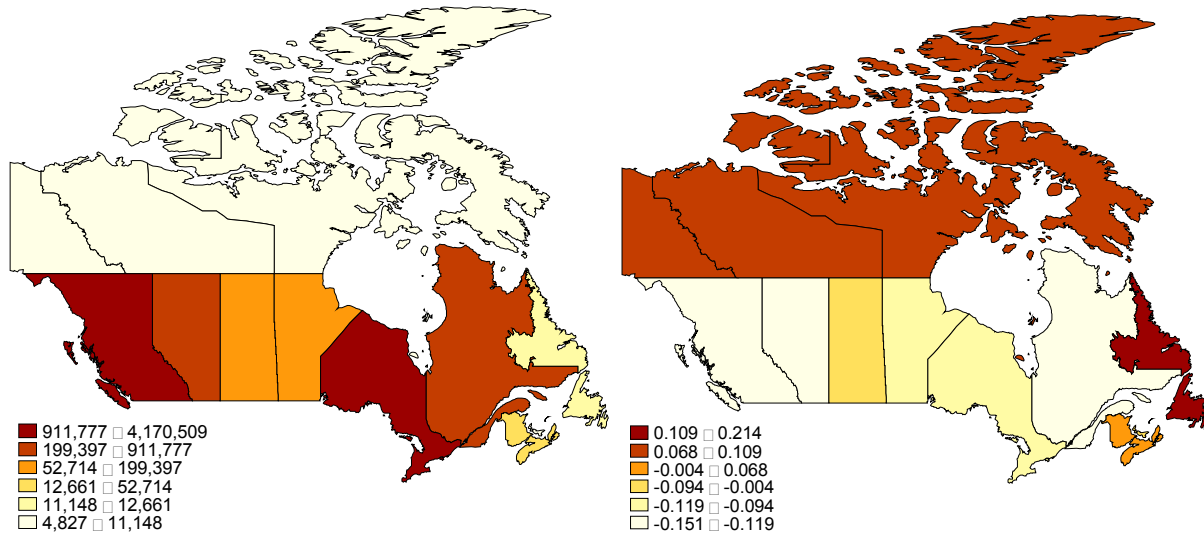 911,777 □ 4,170,509
199,397 □ 911,777
52,714 □ 199,397
12,661 □ 52,714
11,148 □ 12,661
4,827 □ 11,148
0.109 □ 0.214
0.068 □ 0.109
-0.004 □ 0.068
-0.094 □ -0.004
-0.119 □ -0.094
-0.151 □ -0.119